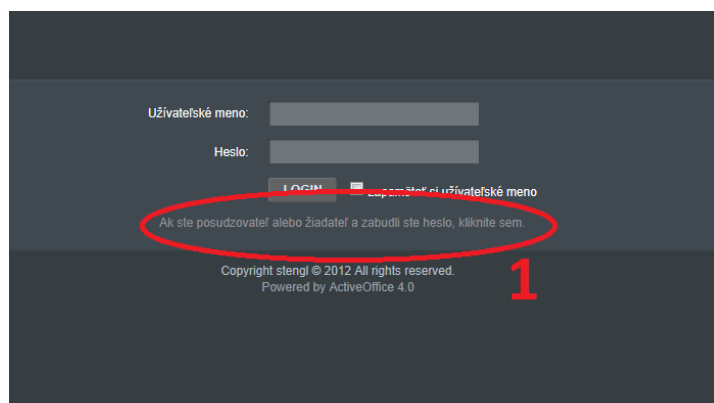 Užívateľské meno:
Heslo:
LOGIN zapamätať si užívateľské meno
Ak ste posudzovateľ alebo žiadateľ a zabudli ste heslo, kliknite sem.
1
Copyright stengl © 2012 All rights reserved.
Powered by ActiveOffice 4.0